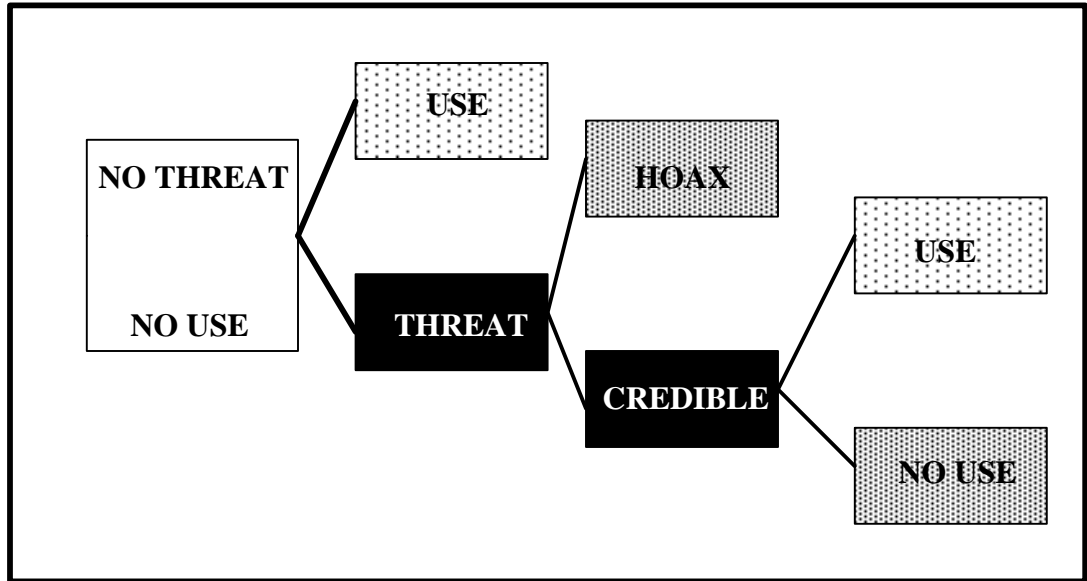 NO THREAT
NO USE
USE
THREAT
HOAX
CREDIBLE
USE
NO USE